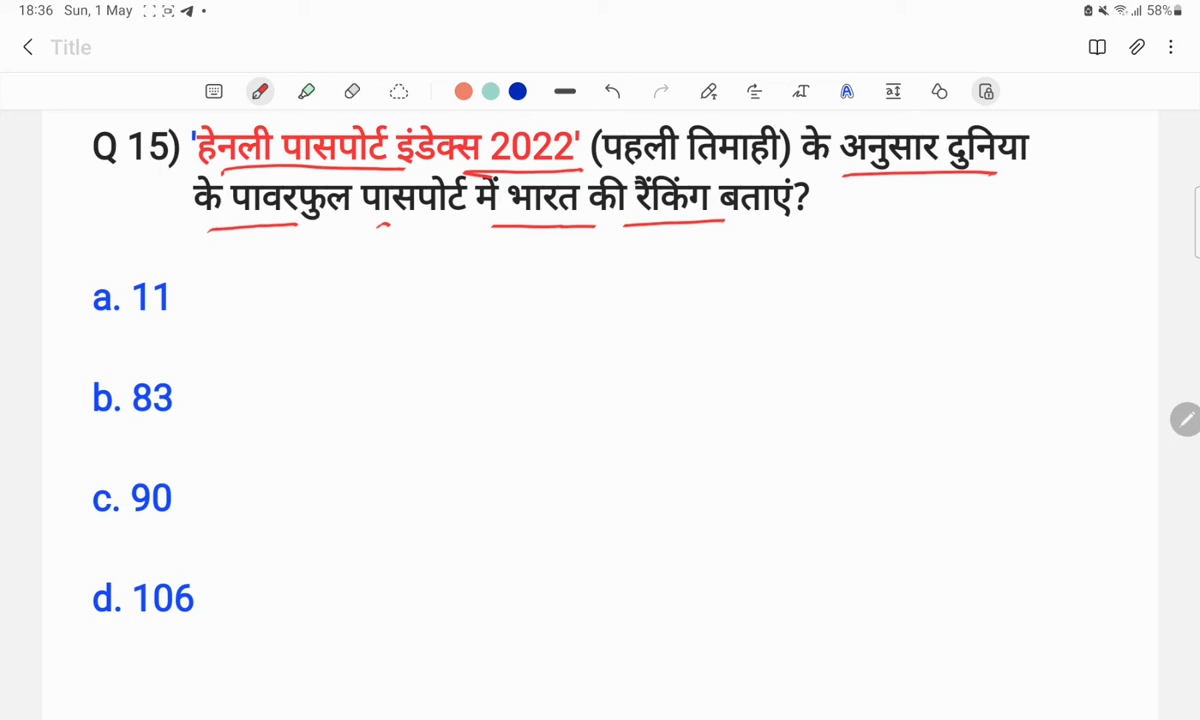 18:36 Sun, 1 May 58%
Title
Q 15) 'हेनली पासपोर्ट इंडेक्स 2022' (पहली तिमाही) के अनुसार दुनिया
के पावरफुल पासपोर्ट में भारत की रैंकिंग बताएं?
a. 11
b. 83
c. 90
d. 106